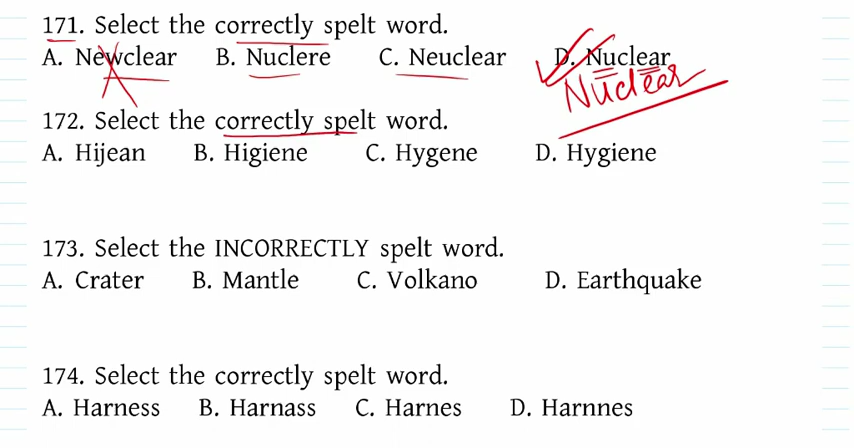 171. Select the correctly spelt word.
A. Newclear B. Nuclere C. Neuclear D. Nuclear
Nuclear
172. Select the correctly spelt word.
A. Hijean B. Higiene C. Hygene D. Hygiene
173. Select the INCORRECTLY spelt word.
A. Crater B. Mantle C. Volkano D. Earthquake
174. Select the correctly spelt word.
A. Harness B. Harnass C. Harnes D. Harnnes